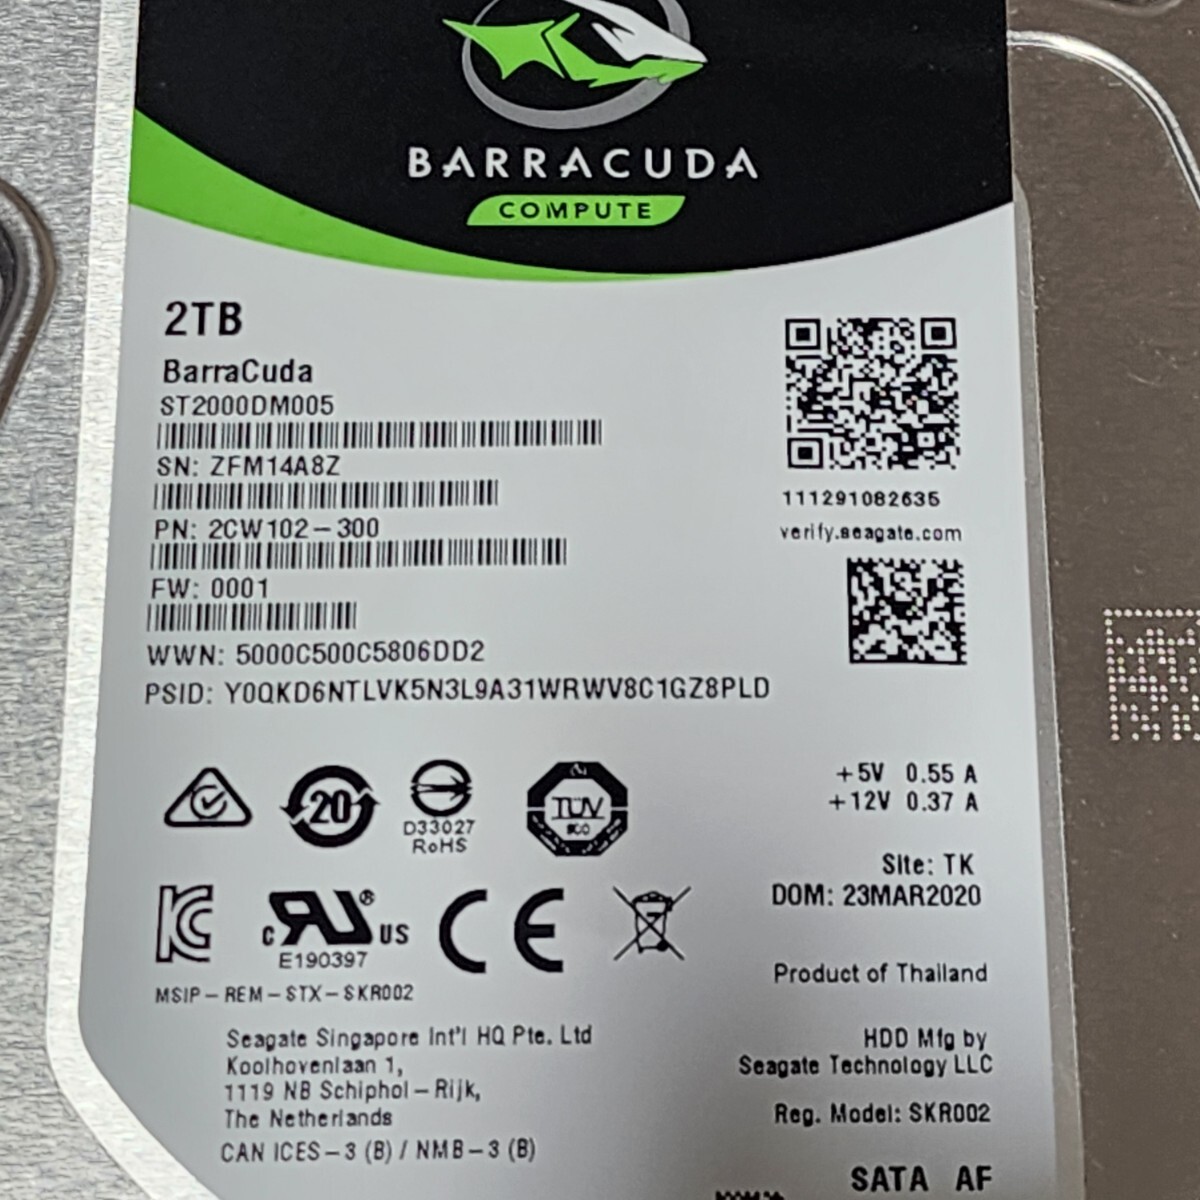 BARRACUDA
COMPUTE
2TB
BarraCuda
ST2000DM005
SN: ZFM14A8Z
PN: 2CW102-300
FW: 0001
WWN: 5000C500C5806DD2
PSID: Y0QKD6NTLVK5N3L9A31WRWV8C1GZ8PLD
111291082635
verify.seagate.com
+5V 0.55 A
+12V 0.37 A
20
D33027
RoHS
TUV
Site: TK
DOM: 23MAR2020
c RU® US
E190397
CE
MSIP-REM-STX-SKR002
Product of Thailand
Seagate Singapore Int'l HQ Pte. Ltd
Koolhovenlaan 1,
1119 NB Schiphol-Rijk,
The Netherlands
CAN ICES-3 (B) / NMB-3 (B)
HDD Mfg by
Seagate Technology LLC
Reg. Model: SKR002
SATA AF